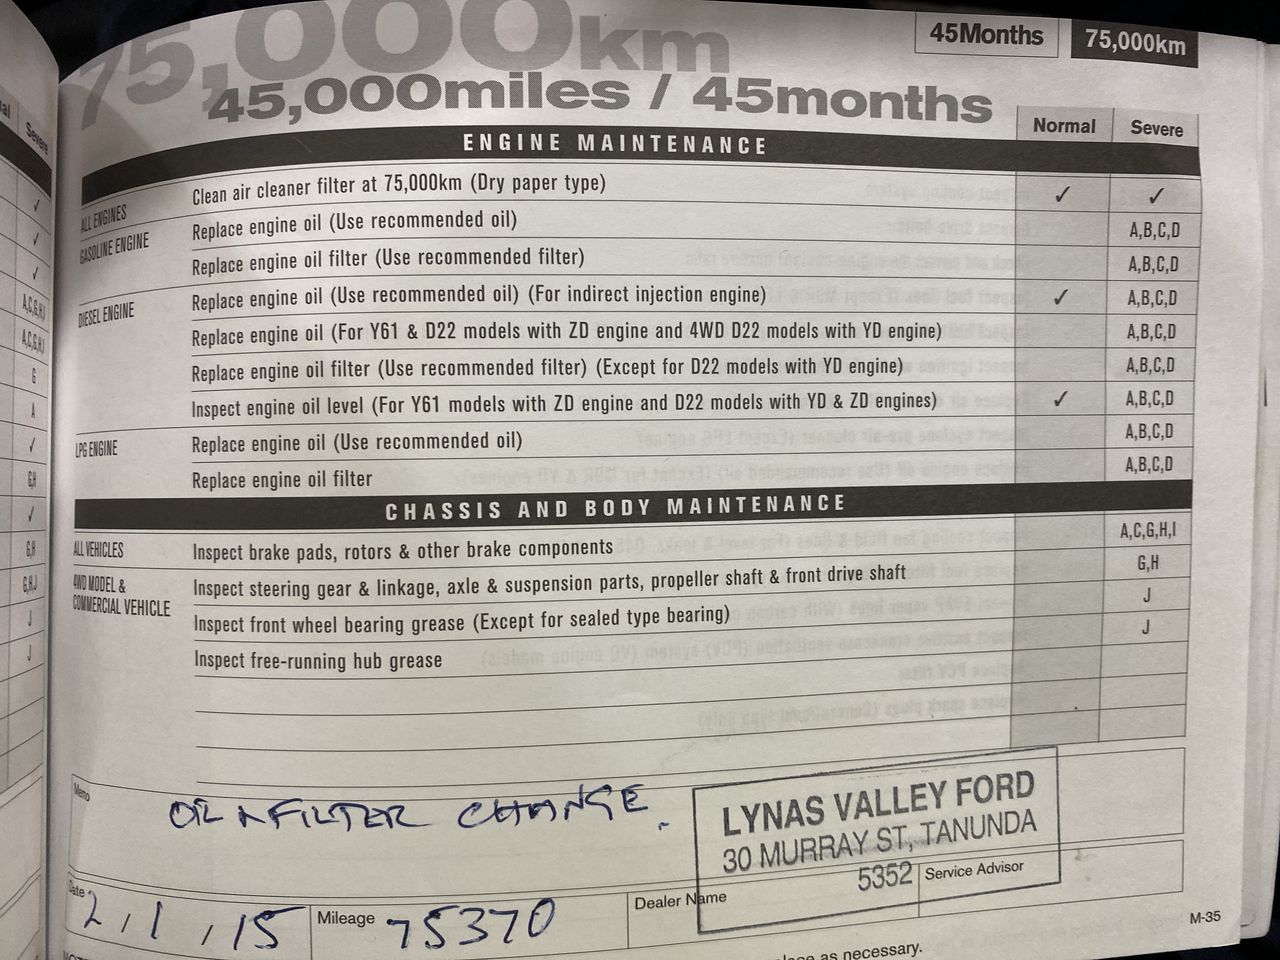 75,000km
45Months 75,000km
45,000miles / 45months
Normal Severe
ENGINE MAINTENANCE
ALL ENGINES Clean air cleaner filter at 75,000km (Dry paper type) ✓ ✓
GASOLINE ENGINE Replace engine oil (Use recommended oil) A,B,C,D
Replace engine oil filter (Use recommended filter) A,B,C,D
DIESEL ENGINE Replace engine oil (Use recommended oil) (For indirect injection engine) ✓ A,B,C,D
Replace engine oil (For Y61 & D22 models with ZD engine and 4WD D22 models with YD engine) A,B,C,D
Replace engine oil filter (Use recommended filter) (Except for D22 models with YD engine) A,B,C,D
Inspect engine oil level (For Y61 models with ZD engine and D22 models with YD & ZD engines) ✓ A,B,C,D
LPG ENGINE Replace engine oil (Use recommended oil) A,B,C,D
Replace engine oil filter A,B,C,D
CHASSIS AND BODY MAINTENANCE
ALL VEHICLES Inspect brake pads, rotors & other brake components A,C,G,H,I
4WD MODEL & COMMERCIAL VEHICLE Inspect steering gear & linkage, axle & suspension parts, propeller shaft & front drive shaft G,H
Inspect front wheel bearing grease (Except for sealed type bearing) J
Inspect free-running hub grease J
Memo
OIL & FILTER CHANGE.
LYNAS VALLEY FORD
30 MURRAY ST, TANUNDA
5352
Date 2/1/15 Mileage 75370 Dealer Name Service Advisor
M-35
as necessary.
Severe
✓
✓
✓
A,C,G,H,I
A,C,G,H,I
G
A
✓
G,H
✓
G,H
G,H,J
J
J